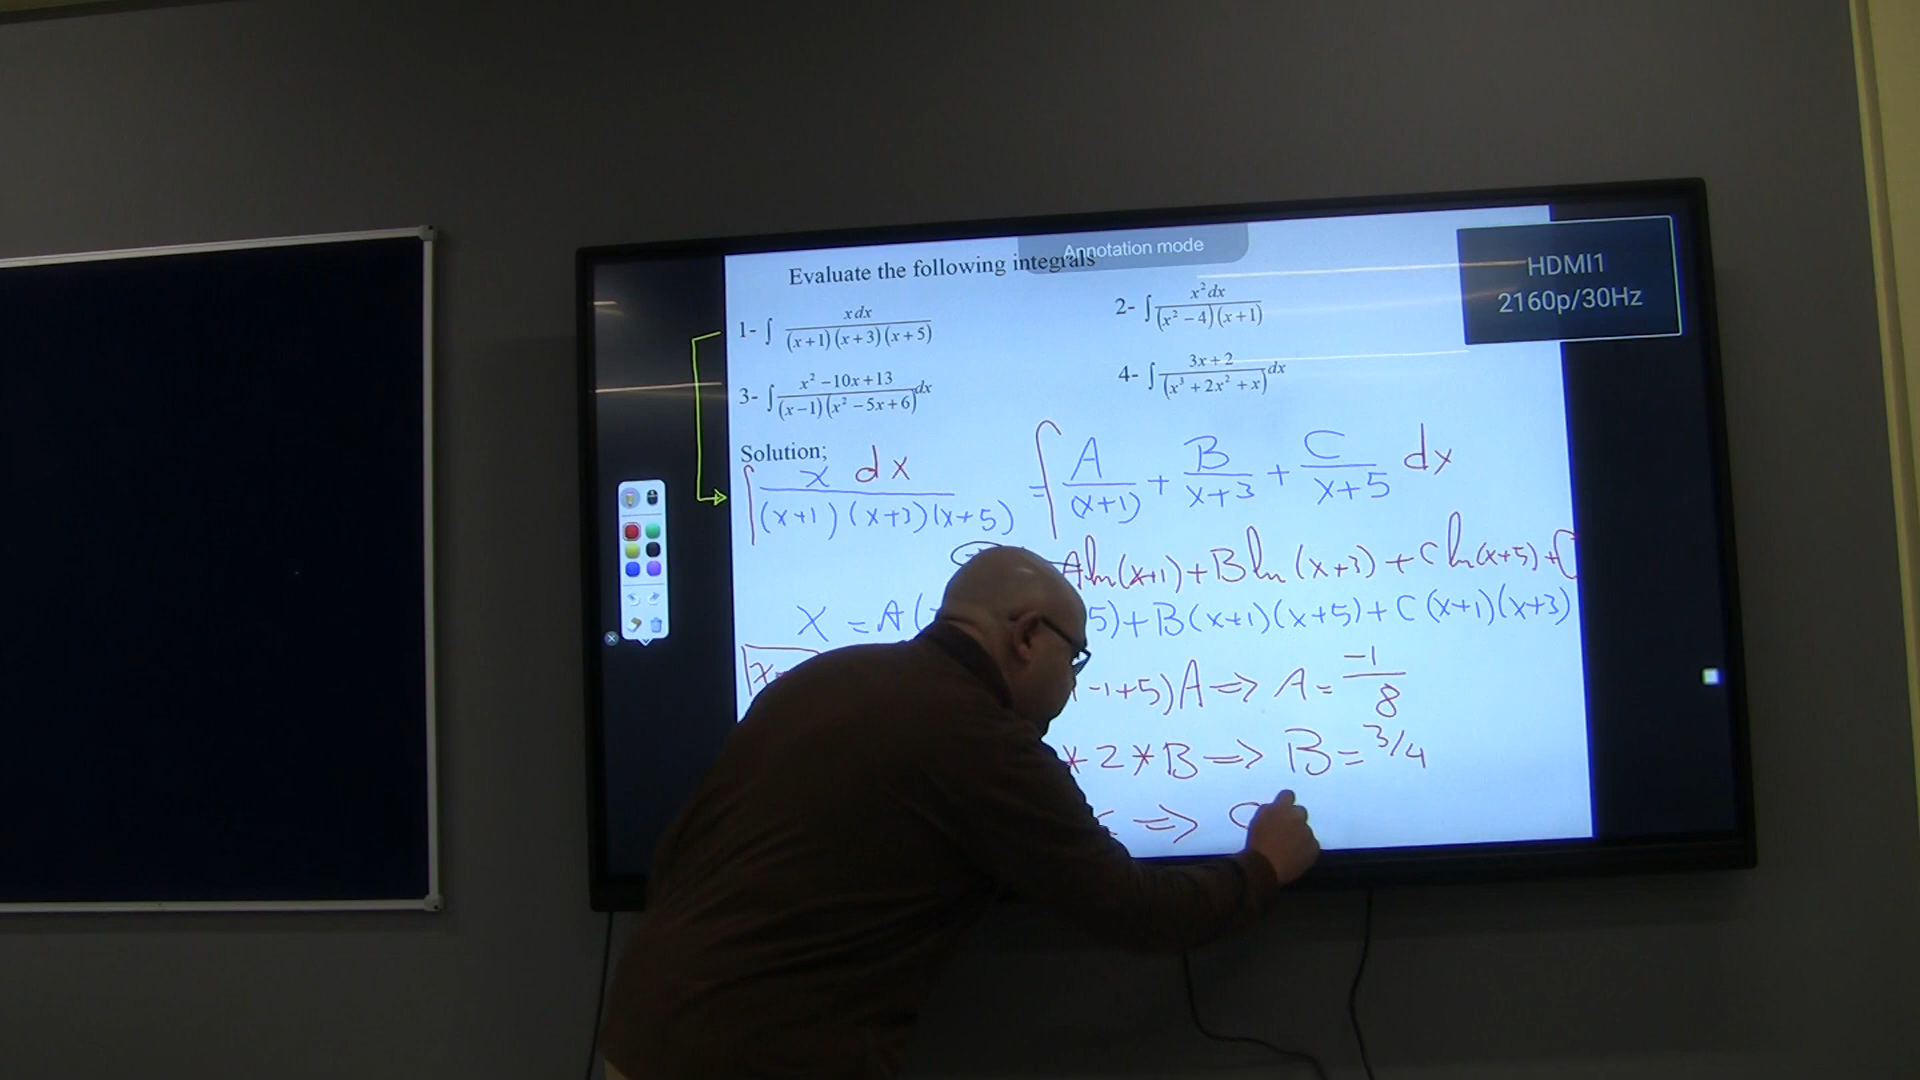 Annotation mode
HDMI1
2160p/30Hz
Evaluate the following integrals
1- ∫ x dx / (x+1)(x+3)(x+5)
2- ∫ x² dx / (x² − 4)(x+1)
3- ∫ x² − 10x + 13 / (x−1)(x² − 5x + 6) dx
4- ∫ 3x + 2 / (x³ + 2x² + x) dx
Solution;
∫ x dx / (x+1)(x+3)(x+5) = ∫ A/(x+1) + B/x+3 + C/x+5 dx
A ln(x+1) + B ln(x+3) + C ln(x+5) + C
x = A( 5) + B(x+1)(x+5) + C(x+1)(x+3)
x= -1+5)A ⇒ A = -1/8
* 2 * B ⇒ B = 3/4
⇒ C